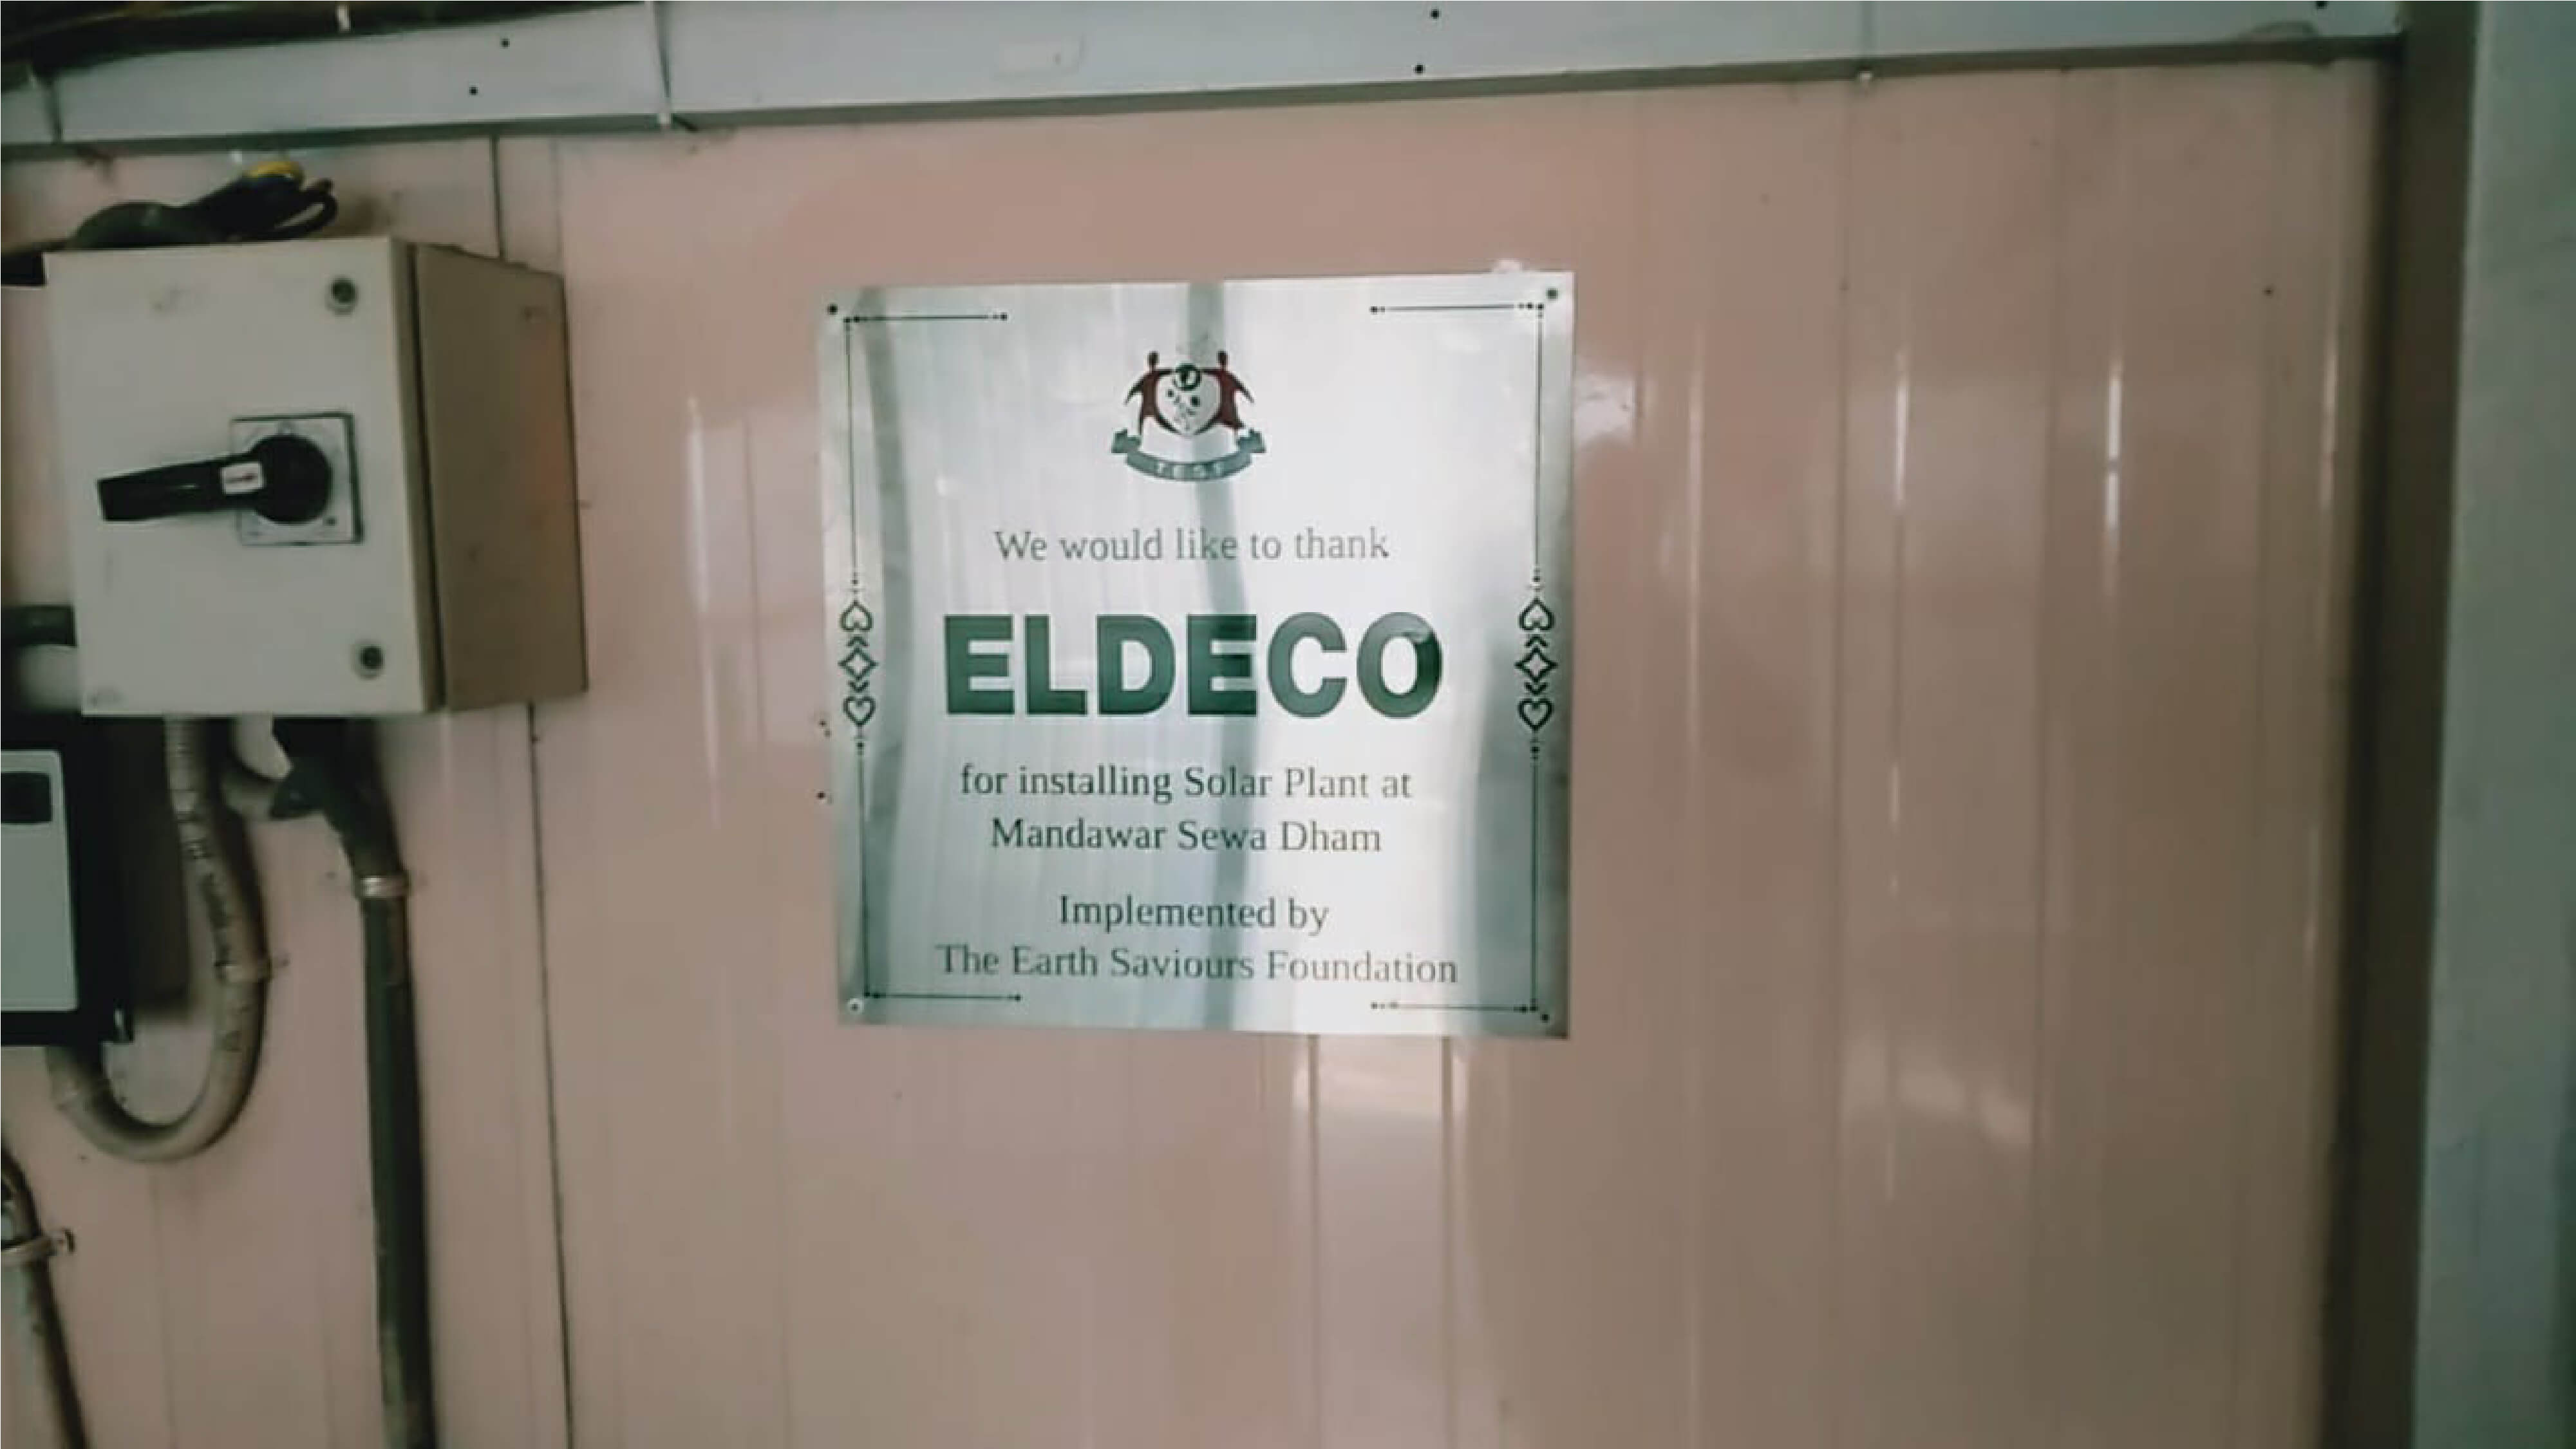 TESF
We would like to thank
ELDECO
for installing Solar Plant at
Mandawar Sewa Dham
Implemented by
The Earth Saviours Foundation